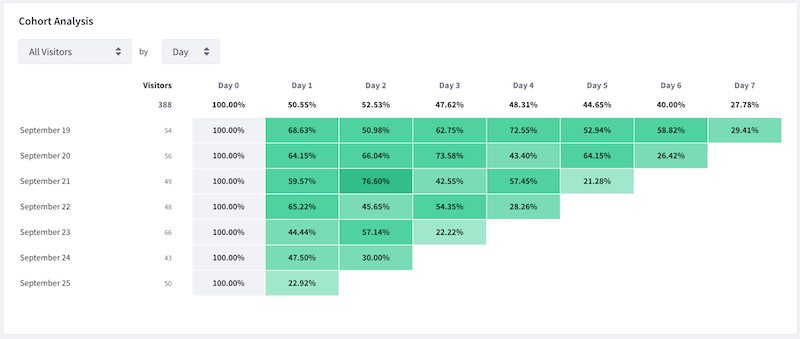 Cohort Analysis
All Visitors by Day
Visitors Day 0 Day 1 Day 2 Day 3 Day 4 Day 5 Day 6 Day 7
388 100.00% 50.55% 52.53% 47.62% 48.31% 44.65% 40.00% 27.78%
September 19 54 100.00% 68.63% 50.98% 62.75% 72.55% 52.94% 58.82% 29.41%
September 20 56 100.00% 64.15% 66.04% 73.58% 43.40% 64.15% 26.42%
September 21 49 100.00% 59.57% 76.60% 42.55% 57.45% 21.28%
September 22 48 100.00% 65.22% 45.65% 54.35% 28.26%
September 23 66 100.00% 44.44% 57.14% 22.22%
September 24 43 100.00% 47.50% 30.00%
September 25 50 100.00% 22.92%